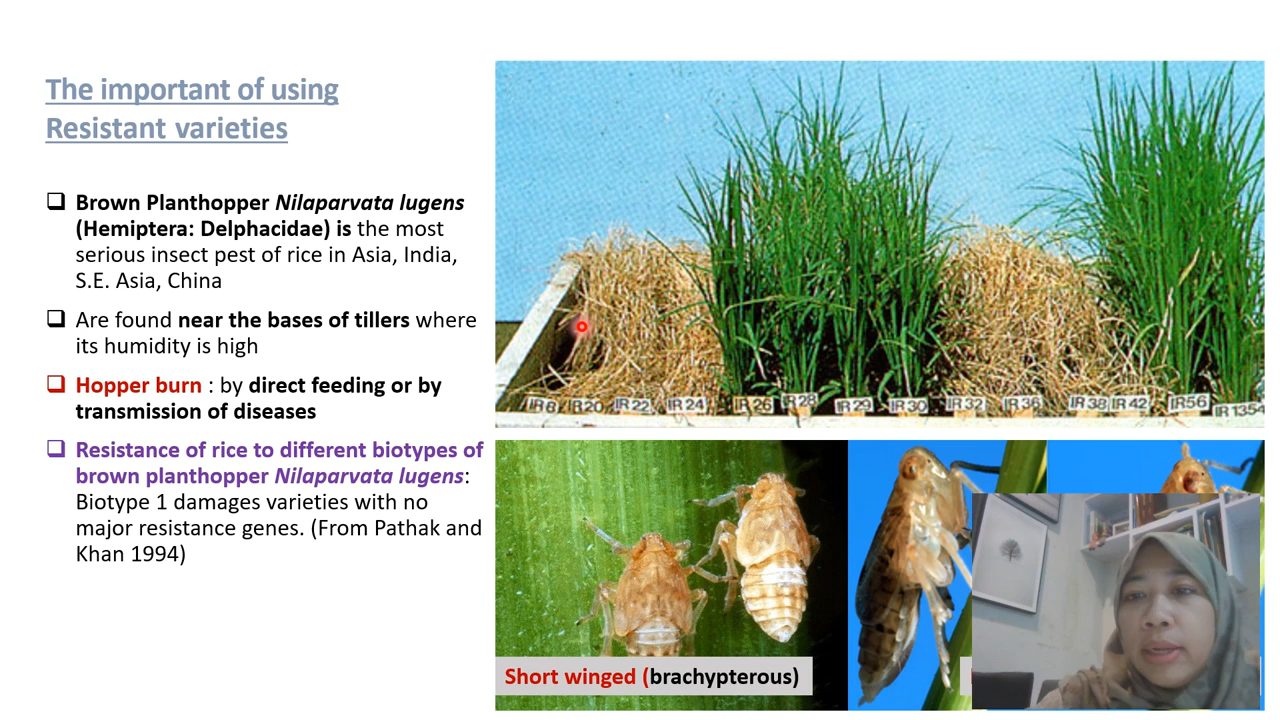 The important of using
Resistant varieties
Brown Planthopper Nilaparvata lugens
(Hemiptera: Delphacidae) is the most
serious insect pest of rice in Asia, India,
S.E. Asia, China
Are found near the bases of tillers where
its humidity is high
Hopper burn : by direct feeding or by
transmission of diseases
Resistance of rice to different biotypes of
brown planthopper Nilaparvata lugens:
Biotype 1 damages varieties with no
major resistance genes. (From Pathak and
Khan 1994)
IR8 IR20 IR22 IR24 IR26 IR28 IR29 IR30 IR32 IR36 IR38 IR42 IR56 IR1354
Short winged (brachypterous)